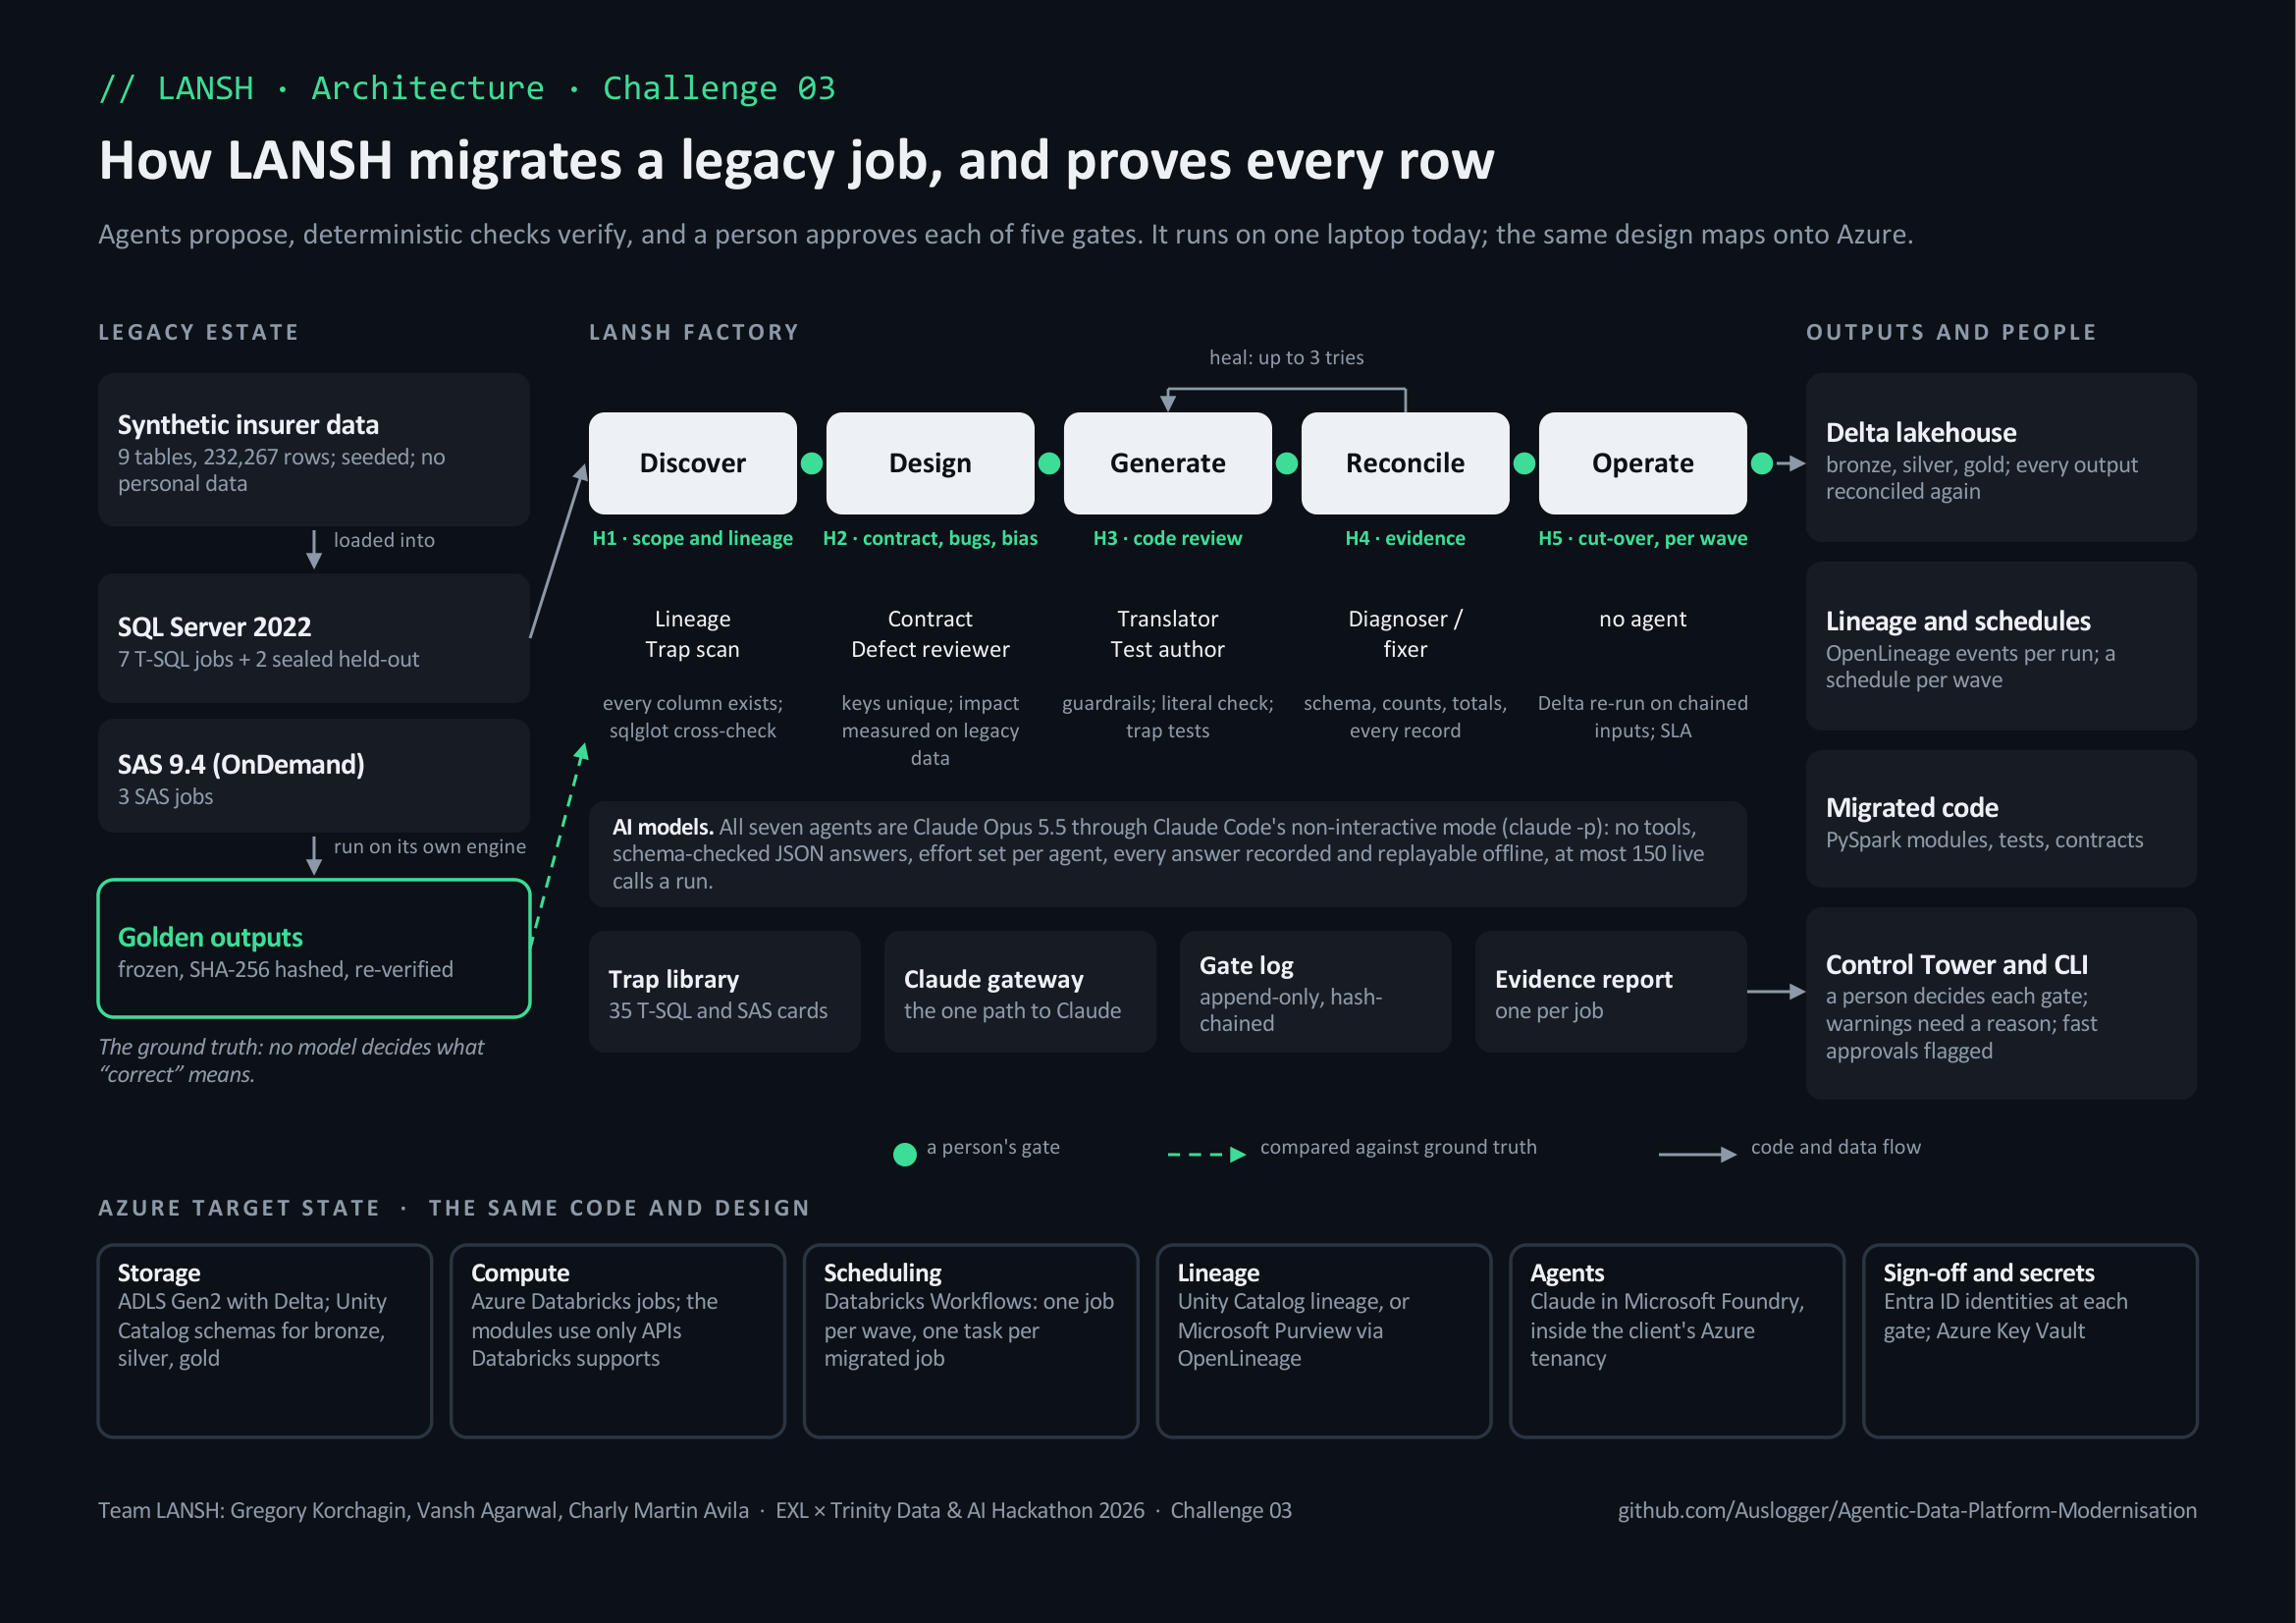 // LANSH · Architecture · Challenge 03
How LANSH migrates a legacy job, and proves every row
Agents propose, deterministic checks verify, and a person approves each of five gates. It runs on one laptop today; the same design maps onto Azure.
LEGACY ESTATE
Synthetic insurer data
9 tables, 232,267 rows; seeded; no
personal data
loaded into
SQL Server 2022
7 T-SQL jobs + 2 sealed held-out
SAS 9.4 (OnDemand)
3 SAS jobs
run on its own engine
Golden outputs
frozen, SHA-256 hashed, re-verified
The ground truth: no model decides what
“correct” means.
LANSH FACTORY
heal: up to 3 tries
Discover
Design
Generate
Reconcile
Operate
H1 · scope and lineage
H2 · contract, bugs, bias
H3 · code review
H4 · evidence
H5 · cut-over, per wave
Lineage
Trap scan
Contract
Defect reviewer
Translator
Test author
Diagnoser /
fixer
no agent
every column exists;
sqlglot cross-check
keys unique; impact
measured on legacy
data
guardrails; literal check;
trap tests
schema, counts, totals,
every record
Delta re-run on chained
inputs; SLA
AI models. All seven agents are Claude Opus 5.5 through Claude Code's non-interactive mode (claude -p): no tools,
schema-checked JSON answers, effort set per agent, every answer recorded and replayable offline, at most 150 live
calls a run.
Trap library
35 T-SQL and SAS cards
Claude gateway
the one path to Claude
Gate log
append-only, hash-
chained
Evidence report
one per job
OUTPUTS AND PEOPLE
Delta lakehouse
bronze, silver, gold; every output
reconciled again
Lineage and schedules
OpenLineage events per run; a
schedule per wave
Migrated code
PySpark modules, tests, contracts
Control Tower and CLI
a person decides each gate;
warnings need a reason; fast
approvals flagged
a person's gate
compared against ground truth
code and data flow
AZURE TARGET STATE · THE SAME CODE AND DESIGN
Storage
ADLS Gen2 with Delta; Unity
Catalog schemas for bronze,
silver, gold
Compute
Azure Databricks jobs; the
modules use only APIs
Databricks supports
Scheduling
Databricks Workflows: one job
per wave, one task per
migrated job
Lineage
Unity Catalog lineage, or
Microsoft Purview via
OpenLineage
Agents
Claude in Microsoft Foundry,
inside the client's Azure
tenancy
Sign-off and secrets
Entra ID identities at each
gate; Azure Key Vault
Team LANSH: Gregory Korchagin, Vansh Agarwal, Charly Martin Avila · EXL × Trinity Data & AI Hackathon 2026 · Challenge 03
github.com/Auslogger/Agentic-Data-Platform-Modernisation